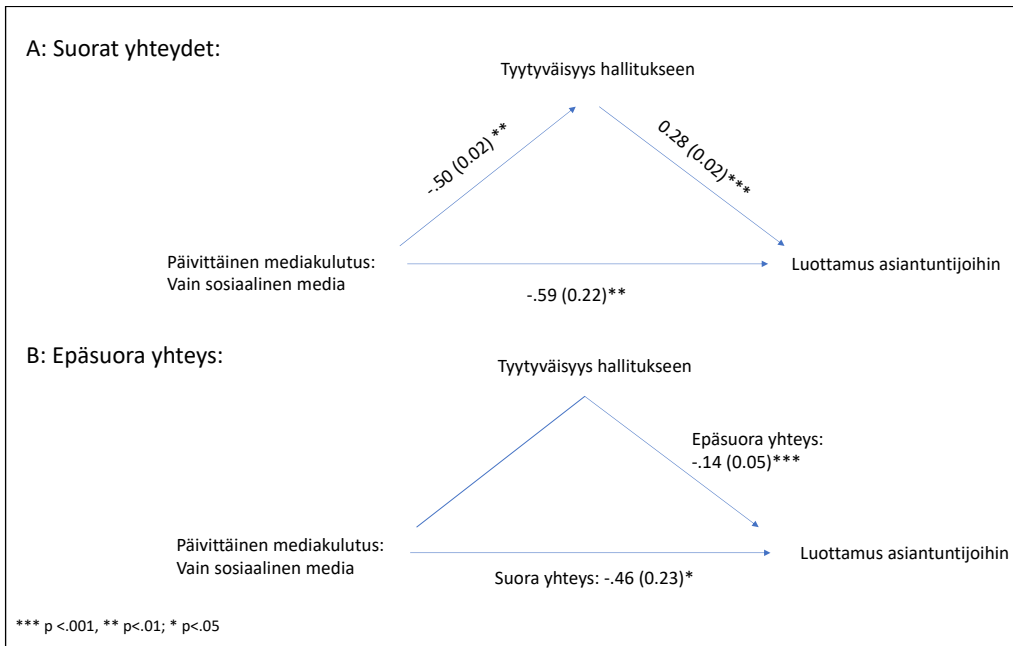 A: Suorat yhteydet:
Tyytyväisyys hallitukseen
-.50 (0.02)**
0.28 (0.02)***
Päivittäinen mediakulutus:
Vain sosiaalinen media
Luottamus asiantuntijoihin
-.59 (0.22)**
B: Epäsuora yhteys:
Tyytyväisyys hallitukseen
Epäsuora yhteys:
-.14 (0.05)***
Päivittäinen mediakulutus:
Vain sosiaalinen media
Luottamus asiantuntijoihin
Suora yhteys: -.46 (0.23)*
*** p <.001, ** p<.01; * p<.05